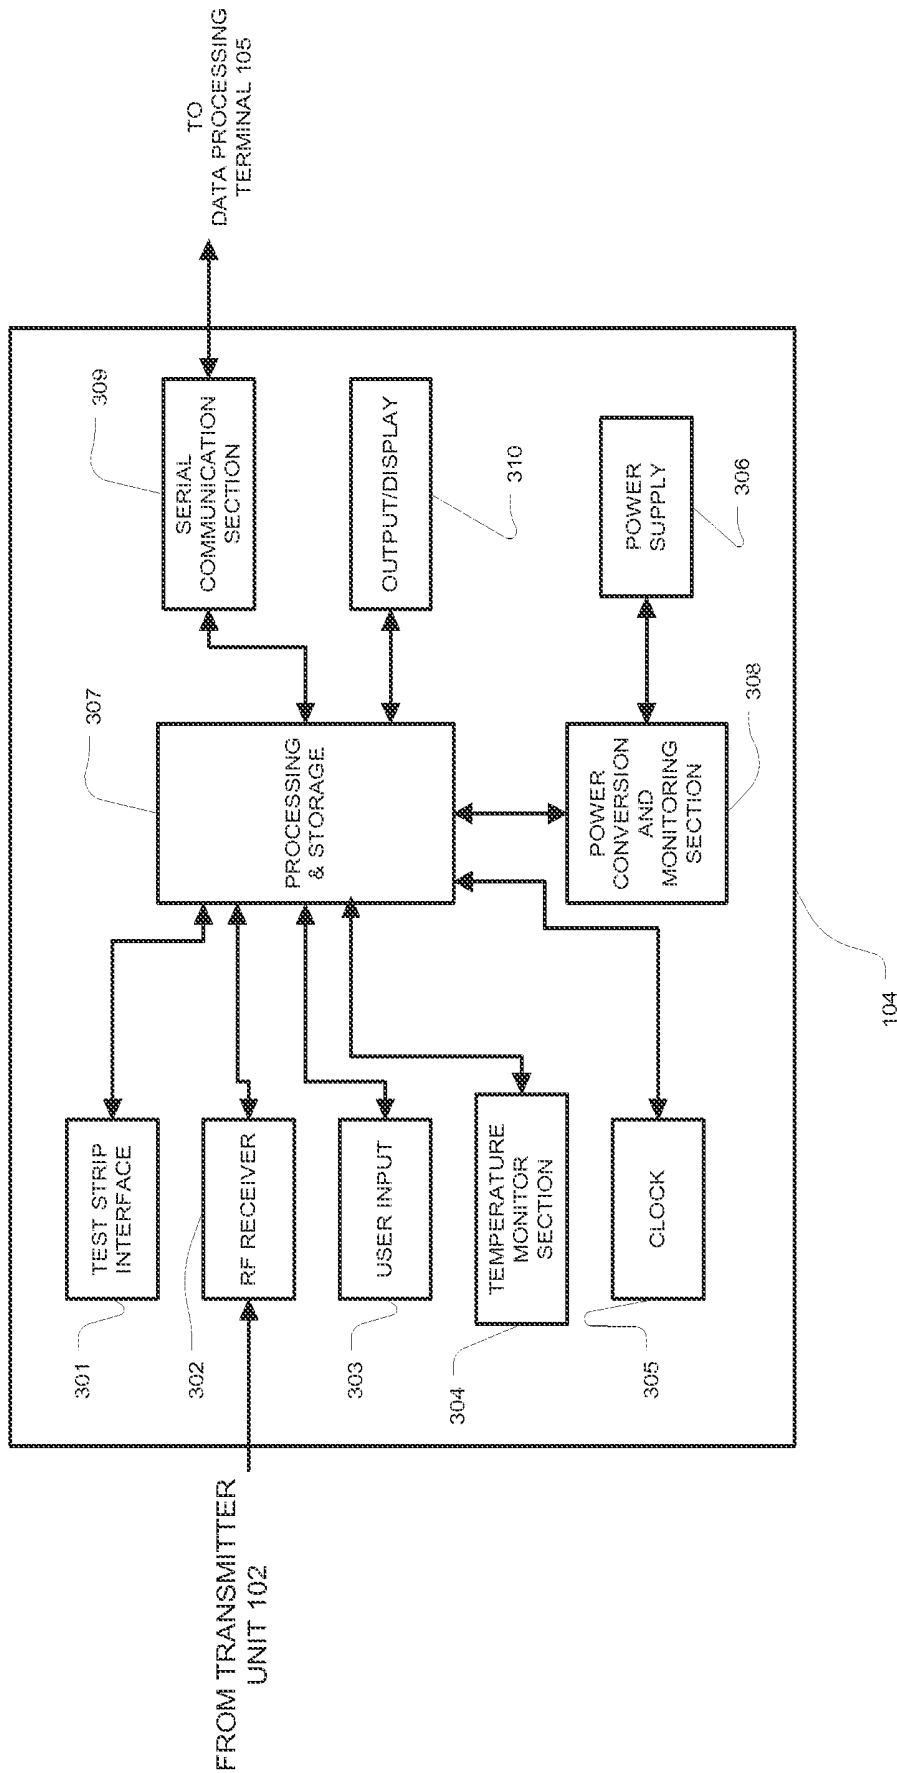 FROM TRANSMITTER
UNIT 102
301
TEST STRIP
INTERFACE
302
RF RECEIVER
303
USER INPUT
304
TEMPERATURE
MONITOR
SECTION
305
CLOCK
307
PROCESSING
& STORAGE
308
POWER
CONVERSION
AND
MONITORING
SECTION
309
SERIAL
COMMUNICATION
SECTION
310
OUTPUT/DISPLAY
306
POWER
SUPPLY
104
TO
DATA PROCESSING
TERMINAL 105